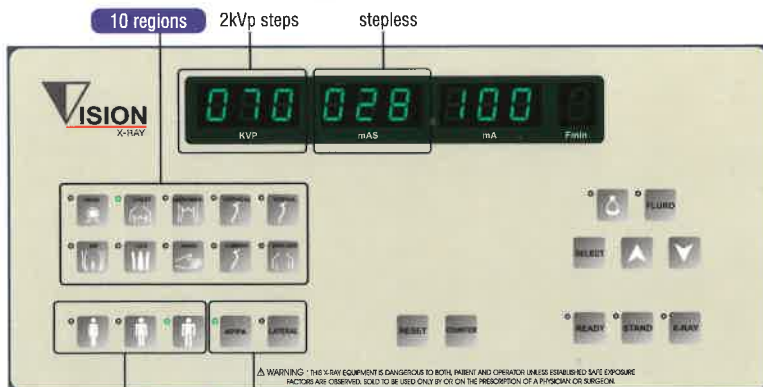 10 regions 2kVp steps stepless
VISION
X-RAY
070 028 100
KVP mAS mA Fmin
CHEST
FLURO
SELECT
AP/PA LATERAL
RESET COUNTER
READY STAND X-RAY
⚠ WARNING : THIS X-RAY EQUIPMENT IS DANGEROUS TO BOTH, PATIENT AND OPERATOR UNLESS ESTABLISHED SAFE EXPOSURE
FACTORS ARE OBSERVED. SOLD TO BE USED ONLY BY OR ON THE PRESCRIPTION OF A PHYSICIAN OR SURGEON.